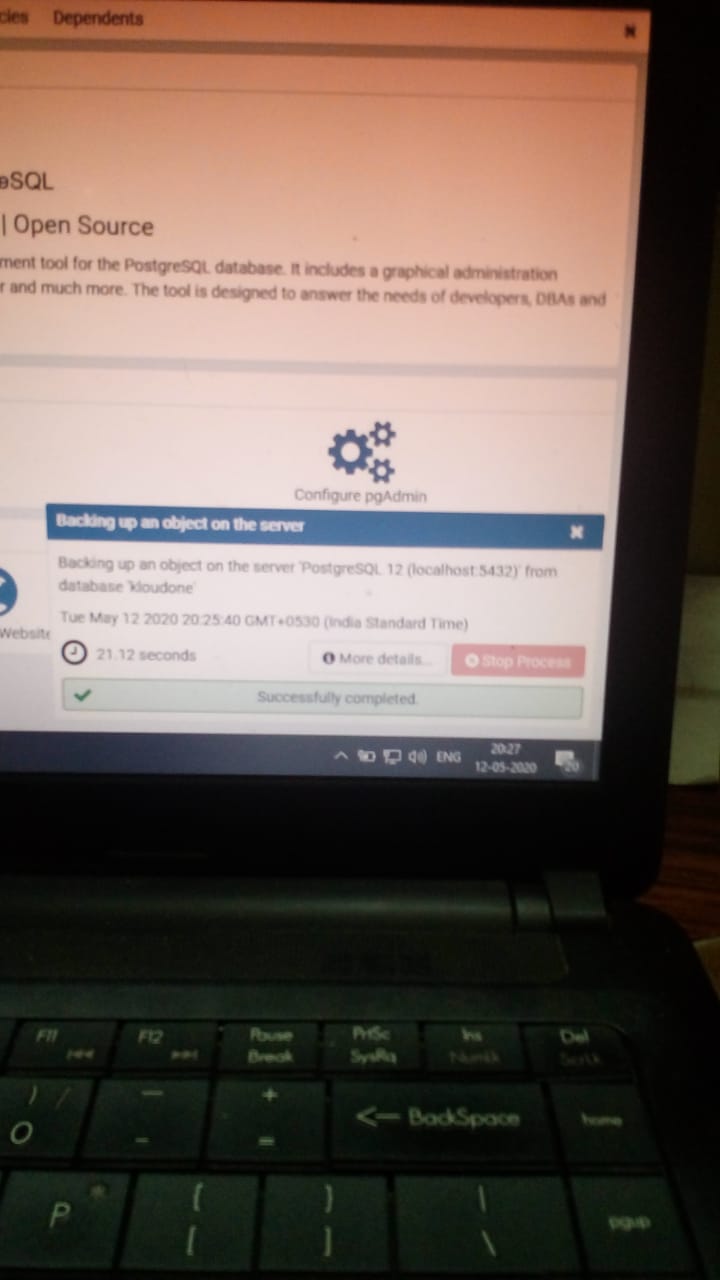 cies Dependents
eSQL
| Open Source
ment tool for the PostgreSQL database. It includes a graphical administration
r and much more. The tool is designed to answer the needs of developers, DBAs and
Configure pgAdmin
Website
Backing up an object on the server
Backing up an object on the server 'PostgreSQL 12 (localhost:5432)' from
database 'kloudone'
Tue May 12 2020 20:25:40 GMT+0530 (India Standard Time)
21.12 seconds More details... Stop Process
Successfully completed.
ENG 20:27
12-05-2020 20
F11 F12 Pause PrtSc Ins Del
Break SysRq NumLk ScrLk
) — +
O - = <— BackSpace home
P * { } | pgup
[ ] \